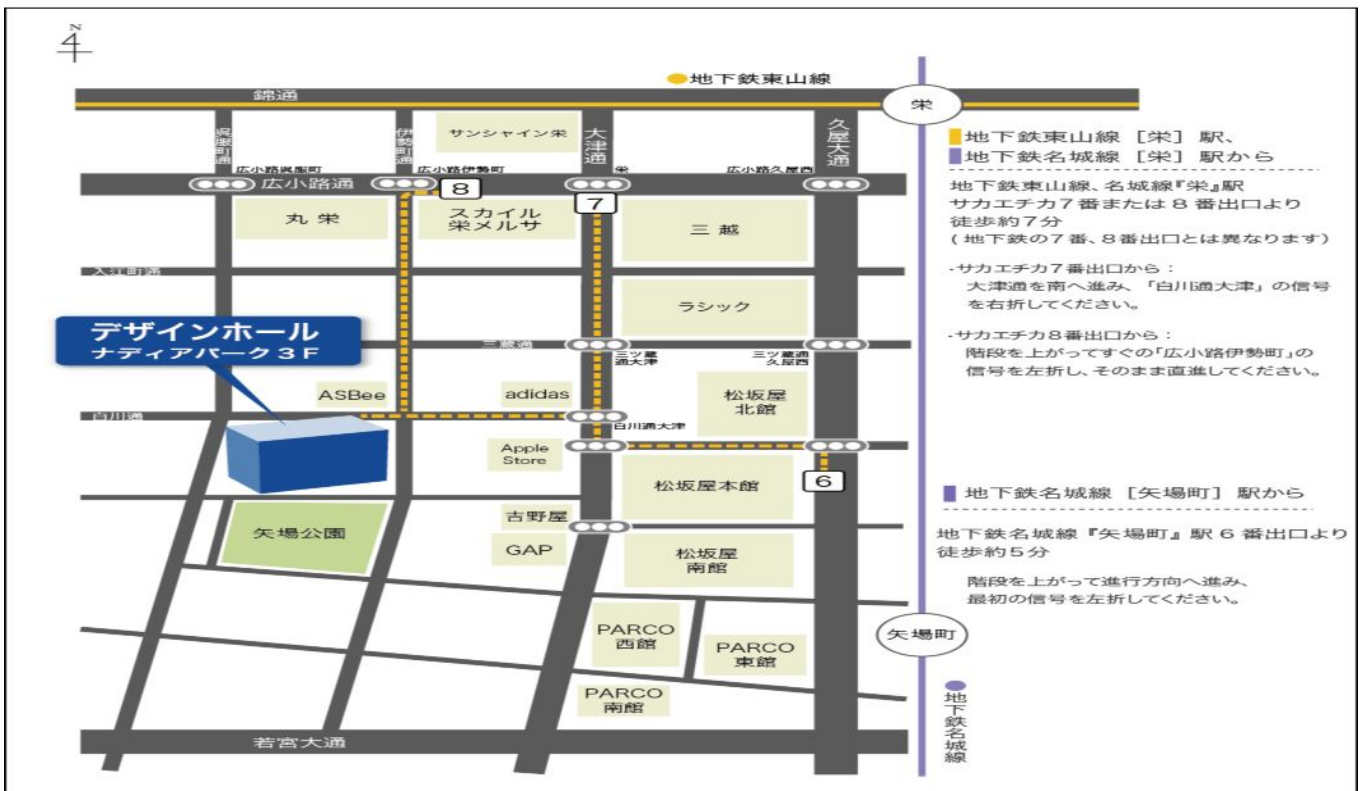 N
地下鉄東山線
錦通
栄
呉服町通
伊勢町通
サンシャイン栄
大津通
久屋大通
広小路呉服町
広小路伊勢町
栄
広小路久屋西
広小路通
8
7
丸栄
スカイル
栄メルサ
三越
入江町通
ラシック
デザインホール
ナディアパーク3F
三蔵通
三ツ蔵
通大津
三ツ蔵通
久屋西
ASBee
adidas
松坂屋
北館
白川通
白川通大津
Apple
Store
松坂屋本館
6
矢場公園
吉野屋
GAP
松坂屋
南館
PARCO
西館
PARCO
東館
PARCO
南館
若宮大通
矢場町
地下鉄名城線
地下鉄東山線［栄］駅、
地下鉄名城線［栄］駅から
地下鉄東山線、名城線『栄』駅
サカエチカ7番または8番出口より
徒歩約7分
(地下鉄の7番、8番出口とは異なります)
・サカエチカ7番出口から：
大津通を南へ進み、「白川通大津」の信号
を右折してください。
・サカエチカ8番出口から：
階段を上がってすぐの「広小路伊勢町」の
信号を左折し、そのまま直進してください。
地下鉄名城線［矢場町］駅から
地下鉄名城線『矢場町』駅6番出口より
徒歩約5分
階段を上がって進行方向へ進み、
最初の信号を左折してください。